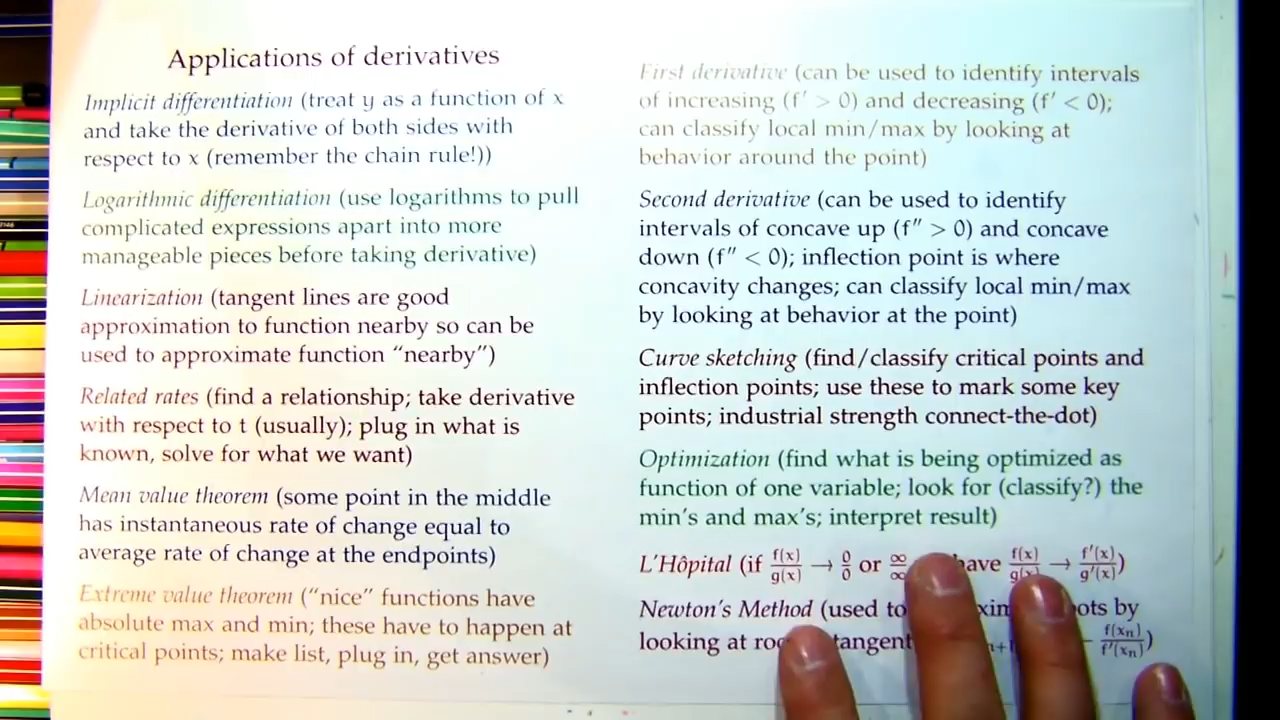 Applications of derivatives
Implicit differentiation (treat y as a function of x
and take the derivative of both sides with
respect to x (remember the chain rule!))
Logarithmic differentiation (use logarithms to pull
complicated expressions apart into more
manageable pieces before taking derivative)
Linearization (tangent lines are good
approximation to function nearby so can be
used to approximate function “nearby”)
Related rates (find a relationship; take derivative
with respect to t (usually); plug in what is
known, solve for what we want)
Mean value theorem (some point in the middle
has instantaneous rate of change equal to
average rate of change at the endpoints)
Extreme value theorem (“nice” functions have
absolute max and min; these have to happen at
critical points; make list, plug in, get answer)
First derivative (can be used to identify intervals
of increasing (f′ > 0) and decreasing (f′ < 0);
can classify local min/max by looking at
behavior around the point)
Second derivative (can be used to identify
intervals of concave up (f″ > 0) and concave
down (f″ < 0); inflection point is where
concavity changes; can classify local min/max
by looking at behavior at the point)
Curve sketching (find/classify critical points and
inflection points; use these to mark some key
points; industrial strength connect-the-dot)
Optimization (find what is being optimized as
function of one variable; look for (classify?) the
min's and max's; interpret result)
L'Hôpital (if f(x)/g(x) → 0/0 or ∞/∞ f(x)/g(x) → f′(x)/g′(x))
Newton's Method (used to by
looking at tangent f(xₙ)/f′(xₙ))